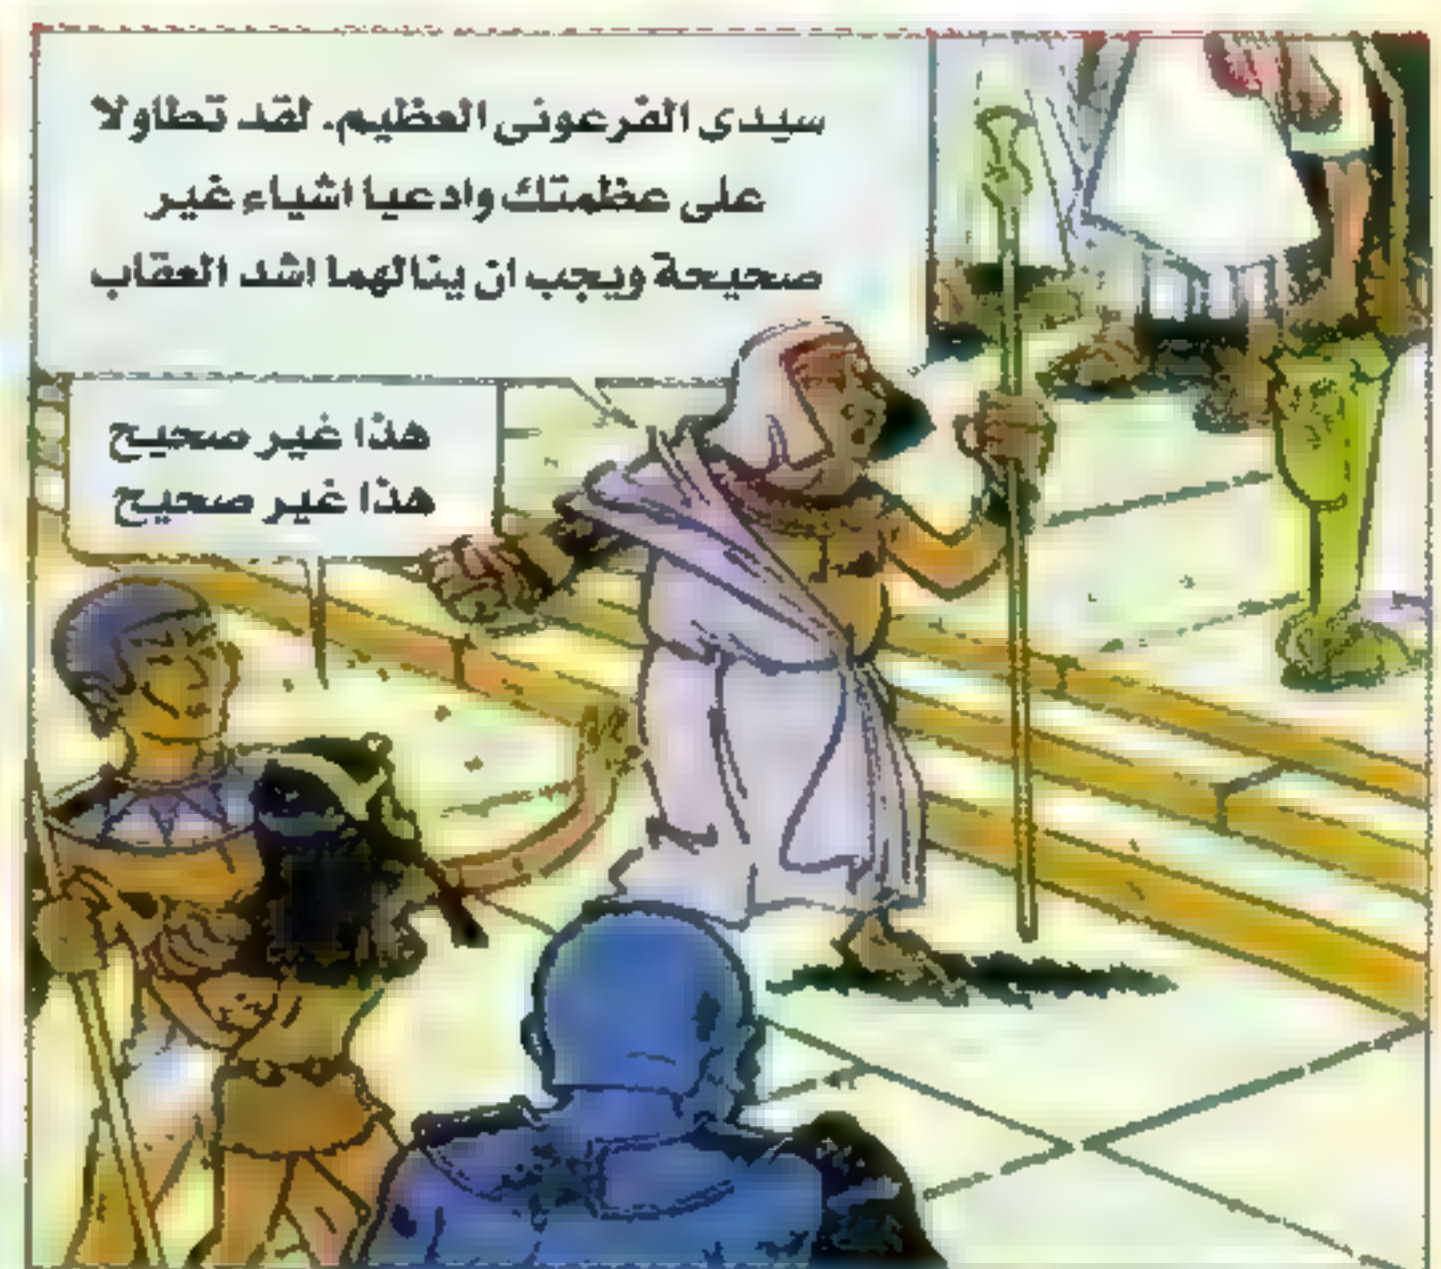 سيدى الفرعونى العظيم. لقد تطاولا
على عظمتك وادعيا اشياء غير
صحيحة ويجب ان ينالهما اشد العقاب
هذا غير صحيح
هذا غير صحيح